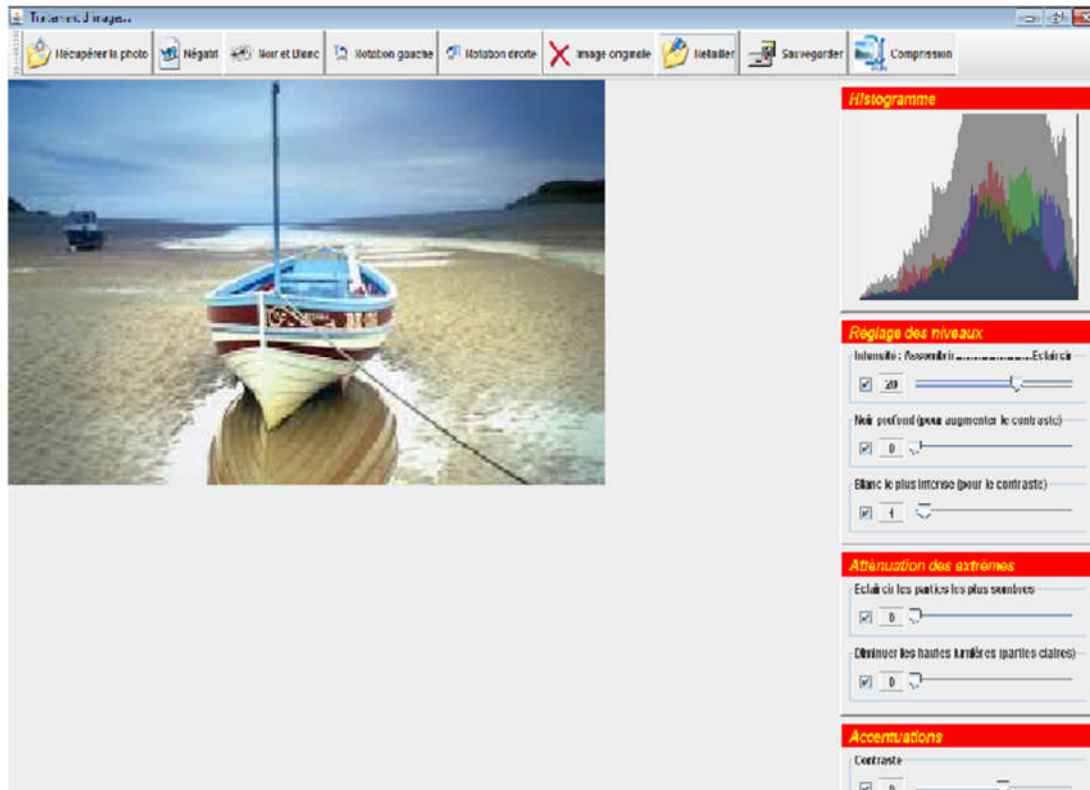 Traitement d'images...
Récupérer la photo Négatif Noir et Blanc Rotation gauche Rotation droite Image originale Retailler Sauvegarder Compression
Histogramme
Réglage des niveaux
Intensité : Assombrir....................Eclaircir
20
Noir profond (pour augmenter le contraste)
0
Blanc le plus intense (pour le contraste)
Atténuation des extrêmes
Eclaircir les parties les plus sombres
0
Diminuer les hautes lumières (parties claires)
0
Accentuations
Contraste
0